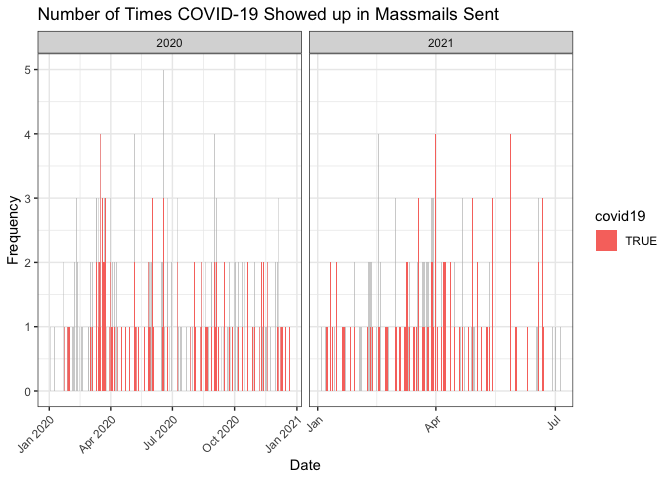 Number of Times COVID-19 Showed up in Massmails Sent
2020
2021
5
4
3
2
1
0
Frequency
Jan 2020
Apr 2020
Jul 2020
Oct 2020
Jan 2021
Jan
Apr
Jul
Date
covid19
TRUE